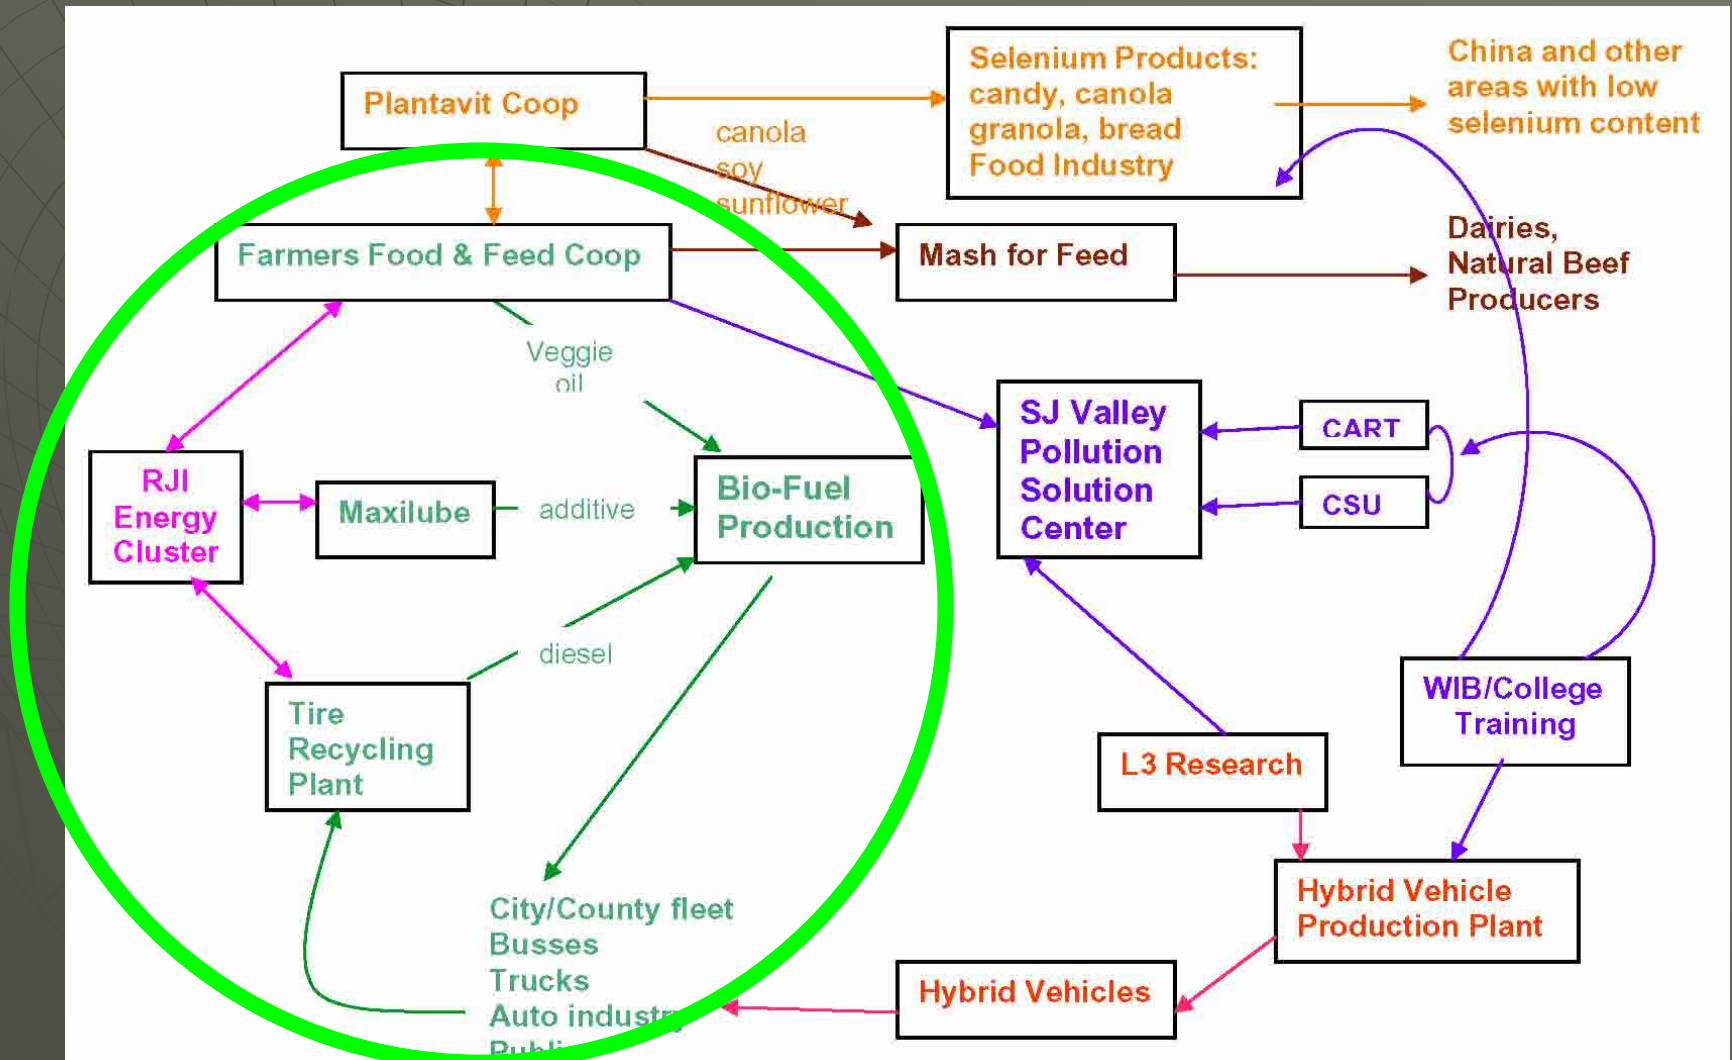 Plantavit Coop
Selenium Products:
candy, canola
granola, bread
Food Industry
China and other
areas with low
selenium content
canola
soy
sunflower
Farmers Food & Feed Coop
Mash for Feed
Dairies,
Natural Beef
Producers
Veggie
oil
SJ Valley
Pollution
Solution
Center
CART
CSU
RJI
Energy
Cluster
Maxilube
additive
Bio-Fuel
Production
diesel
Tire
Recycling
Plant
WIB/College
Training
L3 Research
Hybrid Vehicle
Production Plant
City/County fleet
Busses
Trucks
Auto industry
Hybrid Vehicles